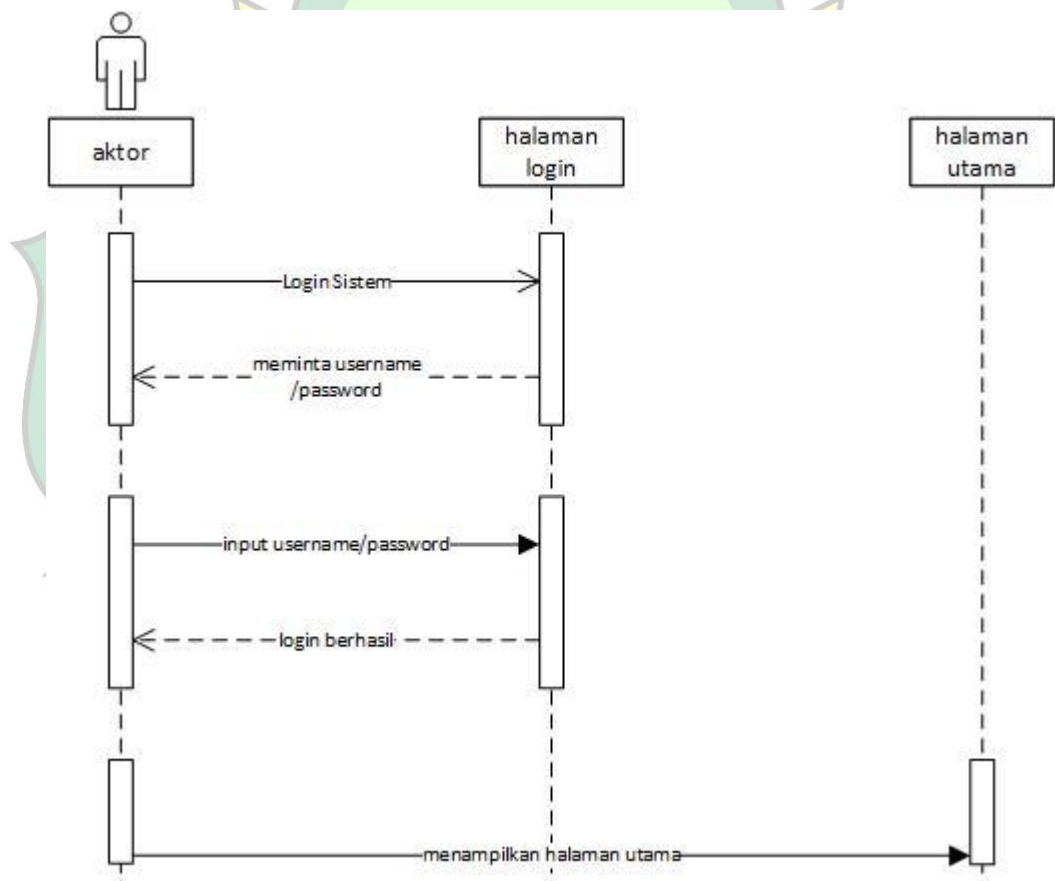 aktor
halaman
login
halaman
utama
Login Sistem
meminta username
/password
input username/password
login berhasil
menampilkan halaman utama